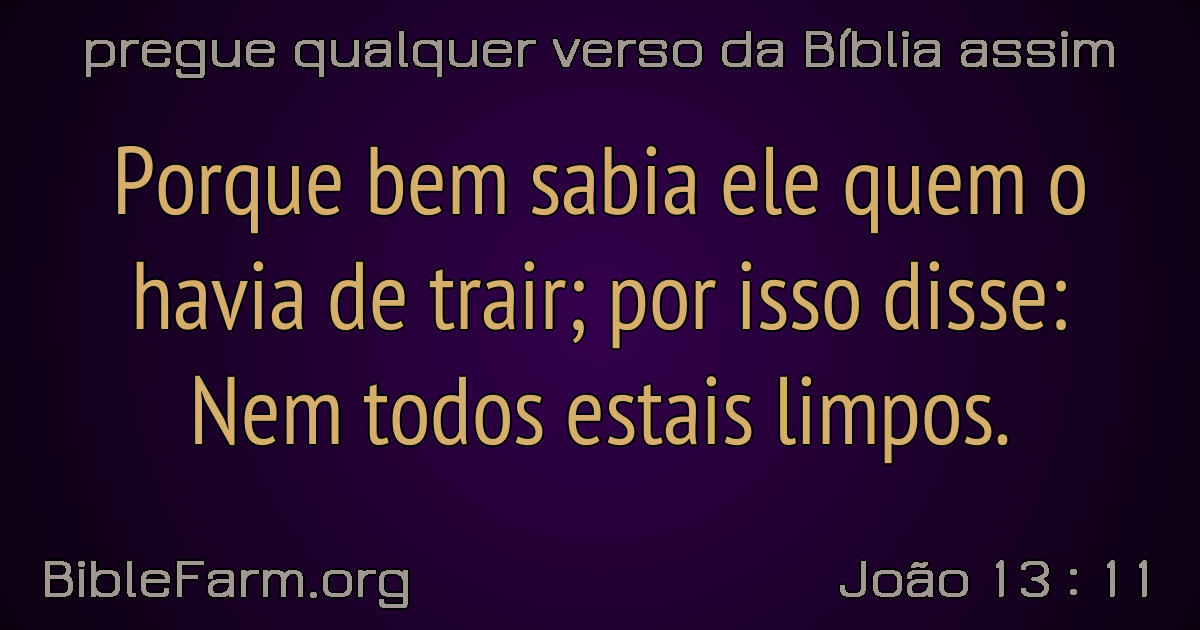 pregue qualquer verso da Bíblia assim
Porque bem sabia ele quem o
havia de trair; por isso disse:
Nem todos estais limpos.
BibleFarm.org
João 13 : 11